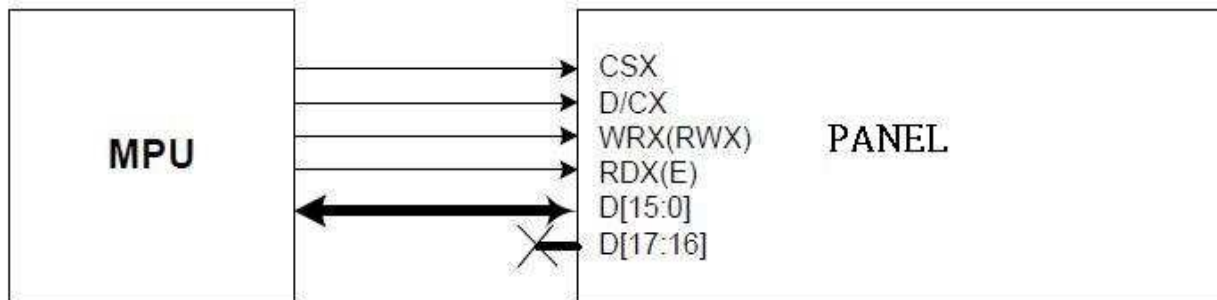 MPU
CSX
D/CX
WRX(RWX)
RDX(E)
D[15:0]
D[17:16]
PANEL